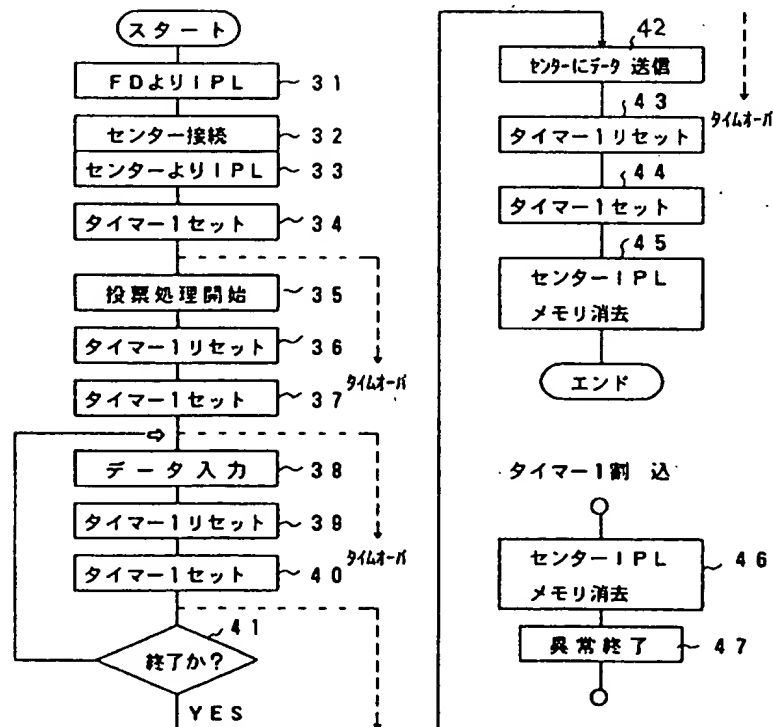 スタート
FDよりIPL
31
センター接続
32
センターよりIPL
33
タイマー1セット
34
投票処理開始
35
タイマー1リセット
36
タイムオーバ
タイマー1セット
37
データ入力
38
タイマー1リセット
39
タイムオーバ
タイマー1セット
40
41
終了か?
YES
42
センターにデータ 送信
43
タイムオーバ
タイマー1リセット
44
タイマー1セット
45
センターIPL
メモリ消去
エンド
タイマー1割 込
センターIPL
メモリ消去
46
異常終了
47